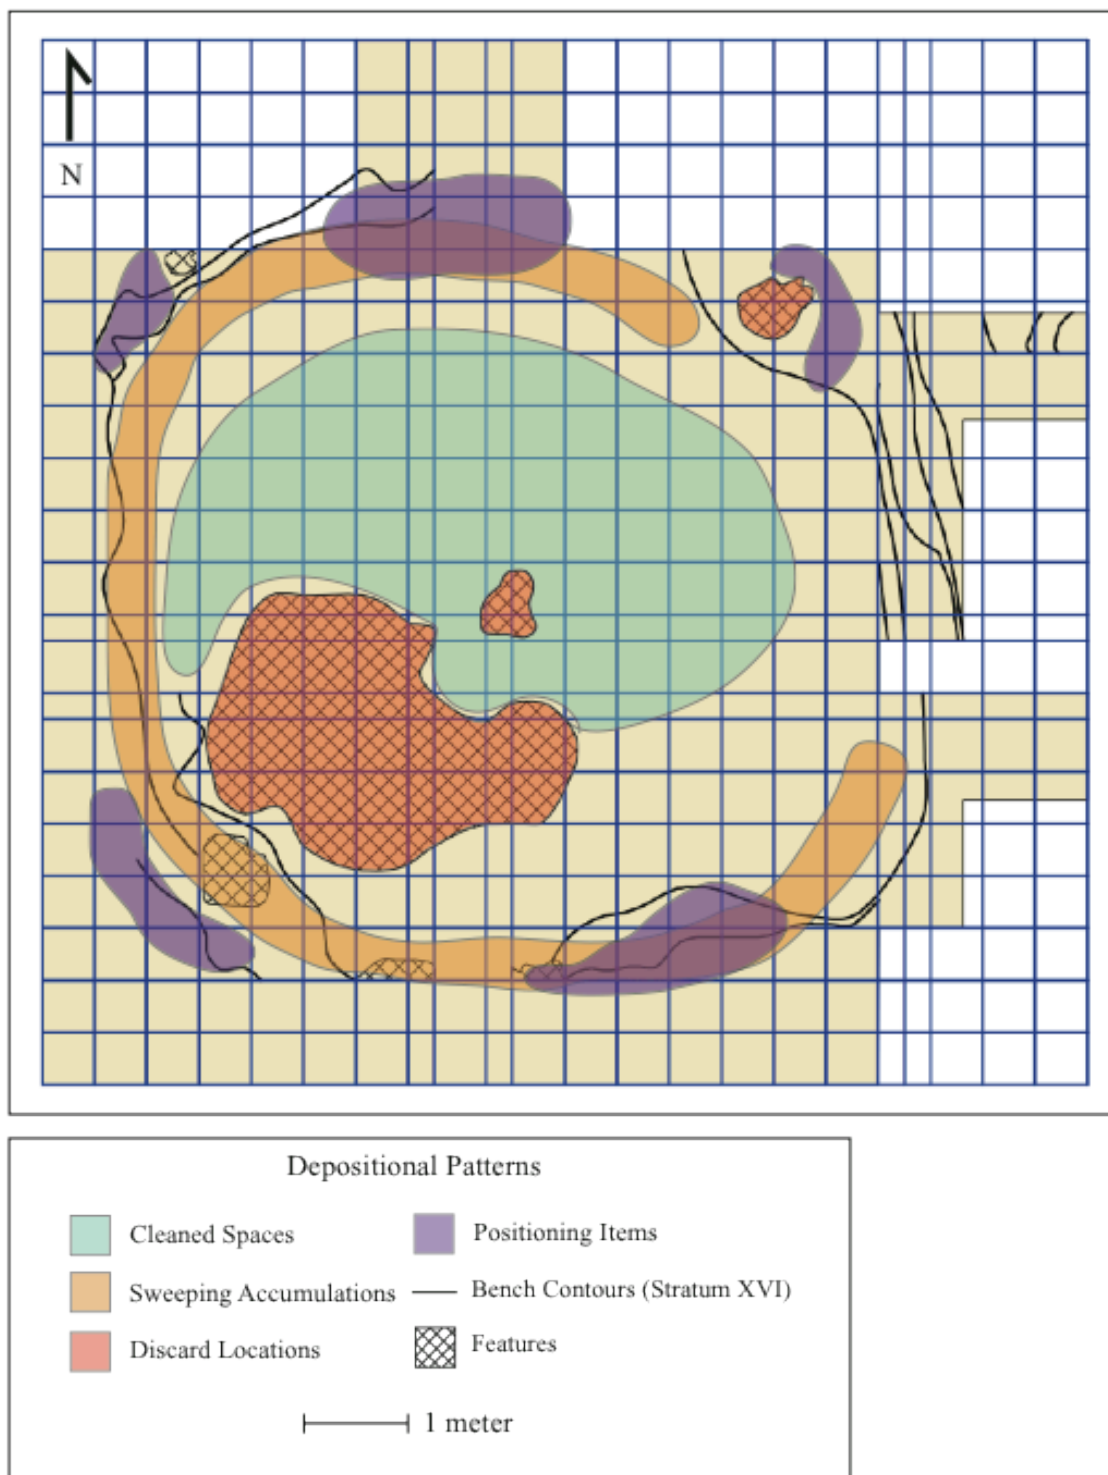 N
Depositional Patterns
Cleaned Spaces
Positioning Items
Sweeping Accumulations
Bench Contours (Stratum XVI)
Discard Locations
Features
1 meter